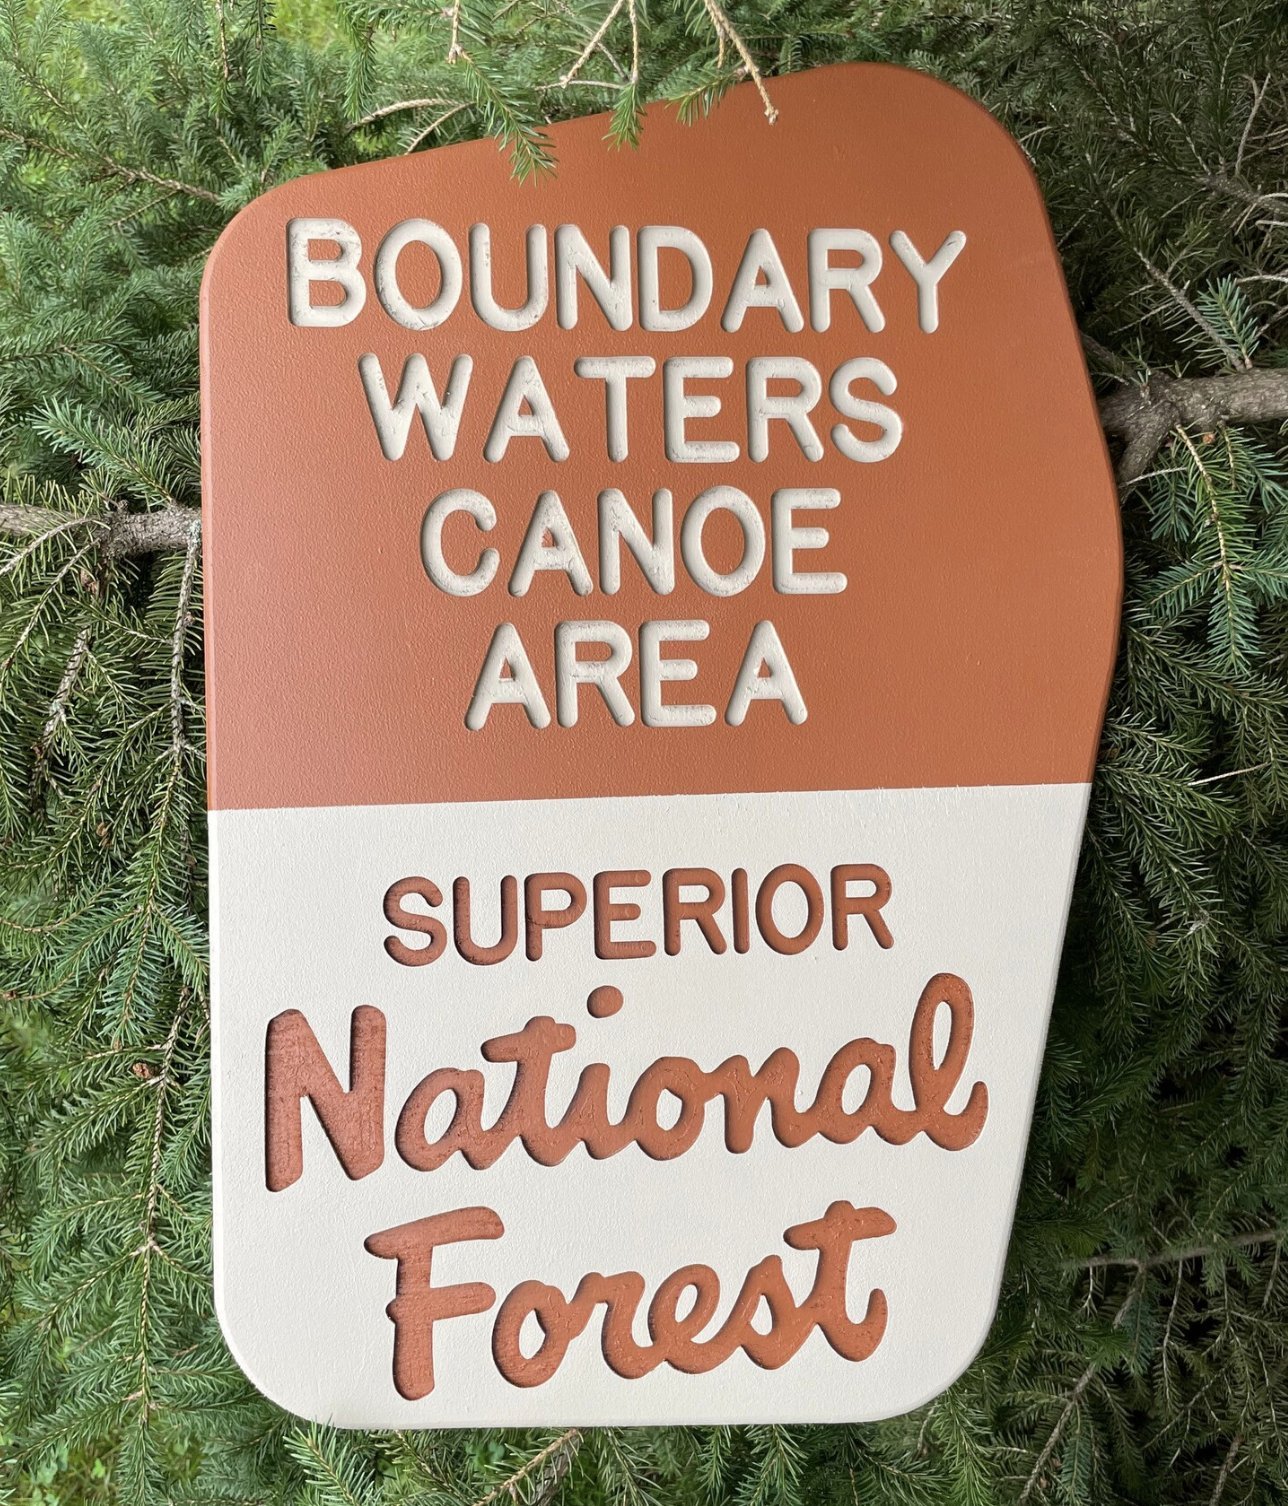 BOUNDARY
WATERS
CANOE
AREA
SUPERIOR
National
Forest